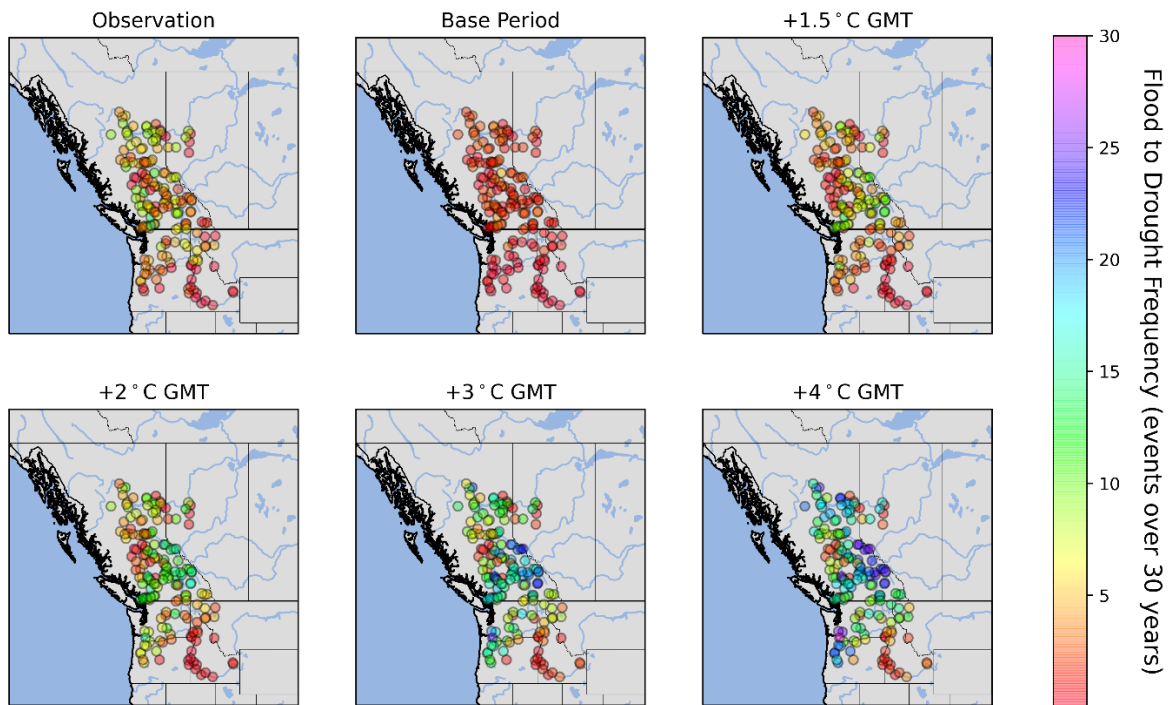 Observation
Base Period
+1.5°C GMT
+2°C GMT
+3°C GMT
+4°C GMT
30
25
20
15
10
5
Flood to Drought Frequency (events over 30 years)